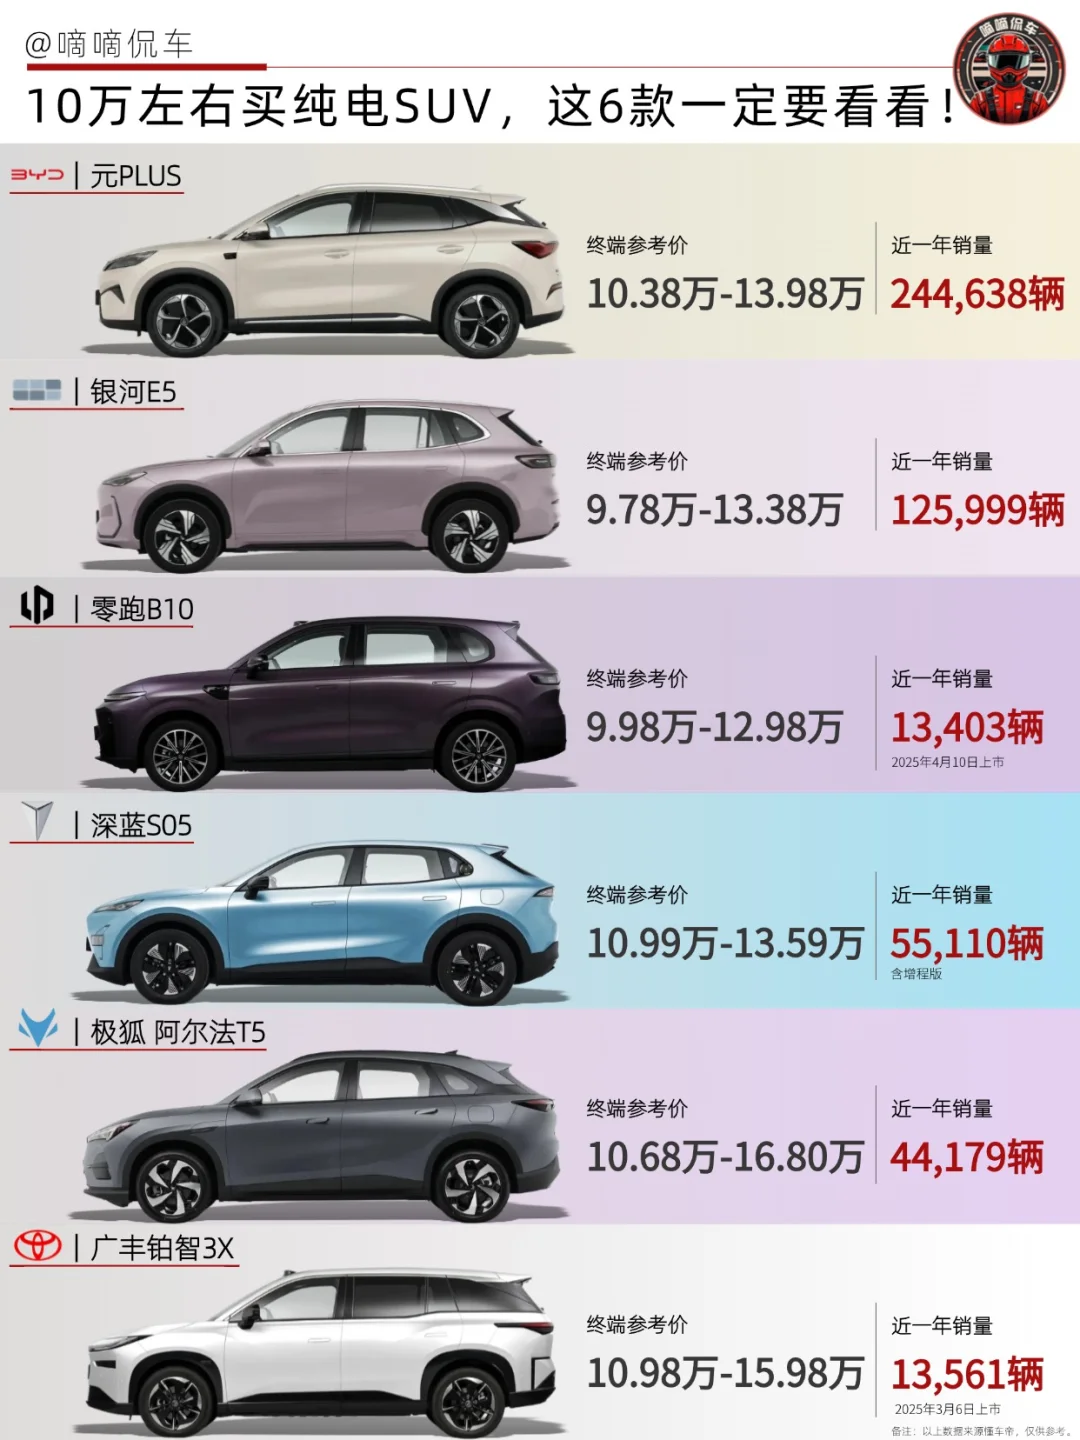 @嘀嘀侃车
嘀嘀侃车
10万左右买纯电SUV，这6款一定要看看！
BYD | 元PLUS
终端参考价
10.38万-13.98万
近一年销量
244,638辆
| 银河E5
终端参考价
9.78万-13.38万
近一年销量
125,999辆
| 零跑B10
终端参考价
9.98万-12.98万
近一年销量
13,403辆
2025年4月10日上市
| 深蓝S05
终端参考价
10.99万-13.59万
近一年销量
55,110辆
含增程版
| 极狐 阿尔法T5
终端参考价
10.68万-16.80万
近一年销量
44,179辆
| 广丰铂智3X
终端参考价
10.98万-15.98万
近一年销量
13,561辆
2025年3月6日上市
备注：以上数据来源懂车帝，仅供参考。